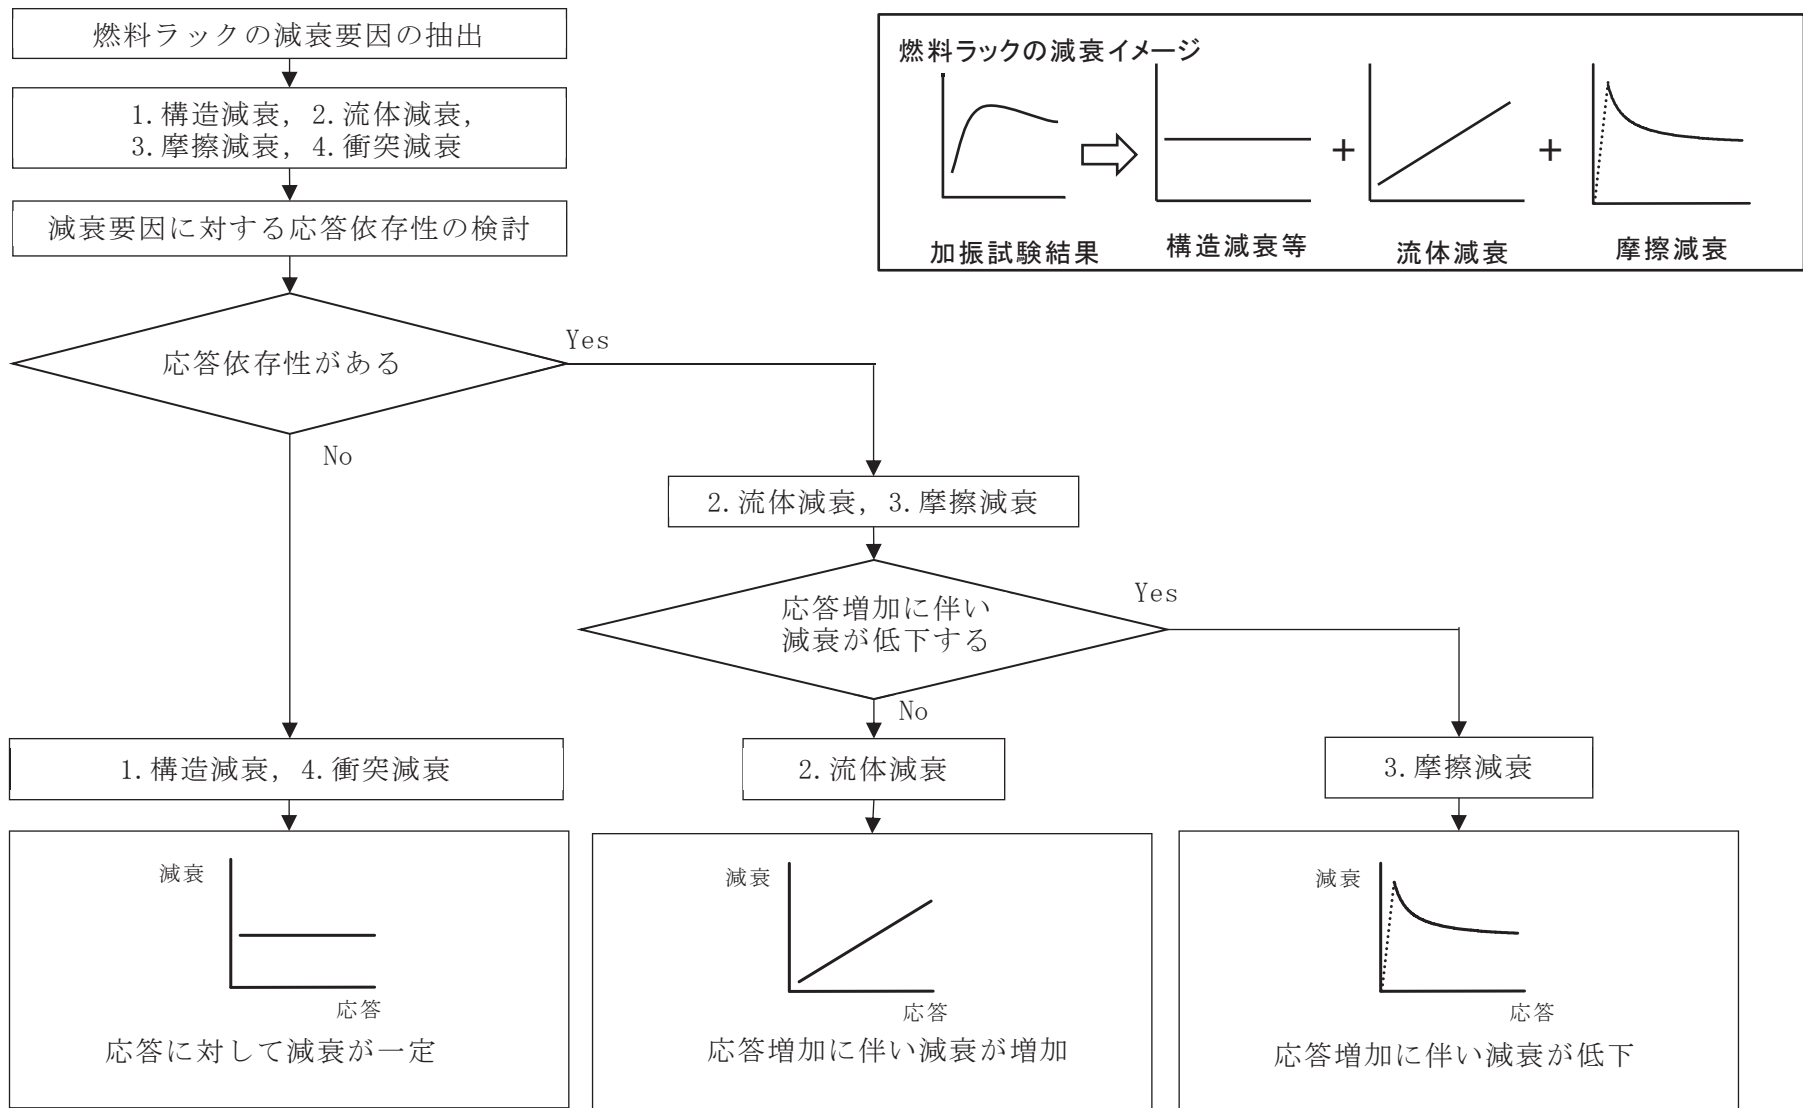 燃料ラックの減衰要因の抽出
1.構造減衰, 2.流体減衰,
3.摩擦減衰, 4.衝突減衰
減衰要因に対する応答依存性の検討
燃料ラックの減衰イメージ
加振試験結果
+
+
構造減衰等
流体減衰
摩擦減衰
応答依存性がある
Yes
No
2.流体減衰, 3.摩擦減衰
応答増加に伴い
減衰が低下する
Yes
No
1.構造減衰, 4.衝突減衰
2.流体減衰
3.摩擦減衰
減衰
応答
応答に対して減衰が一定
減衰
応答
応答増加に伴い減衰が増加
減衰
応答
応答増加に伴い減衰が低下